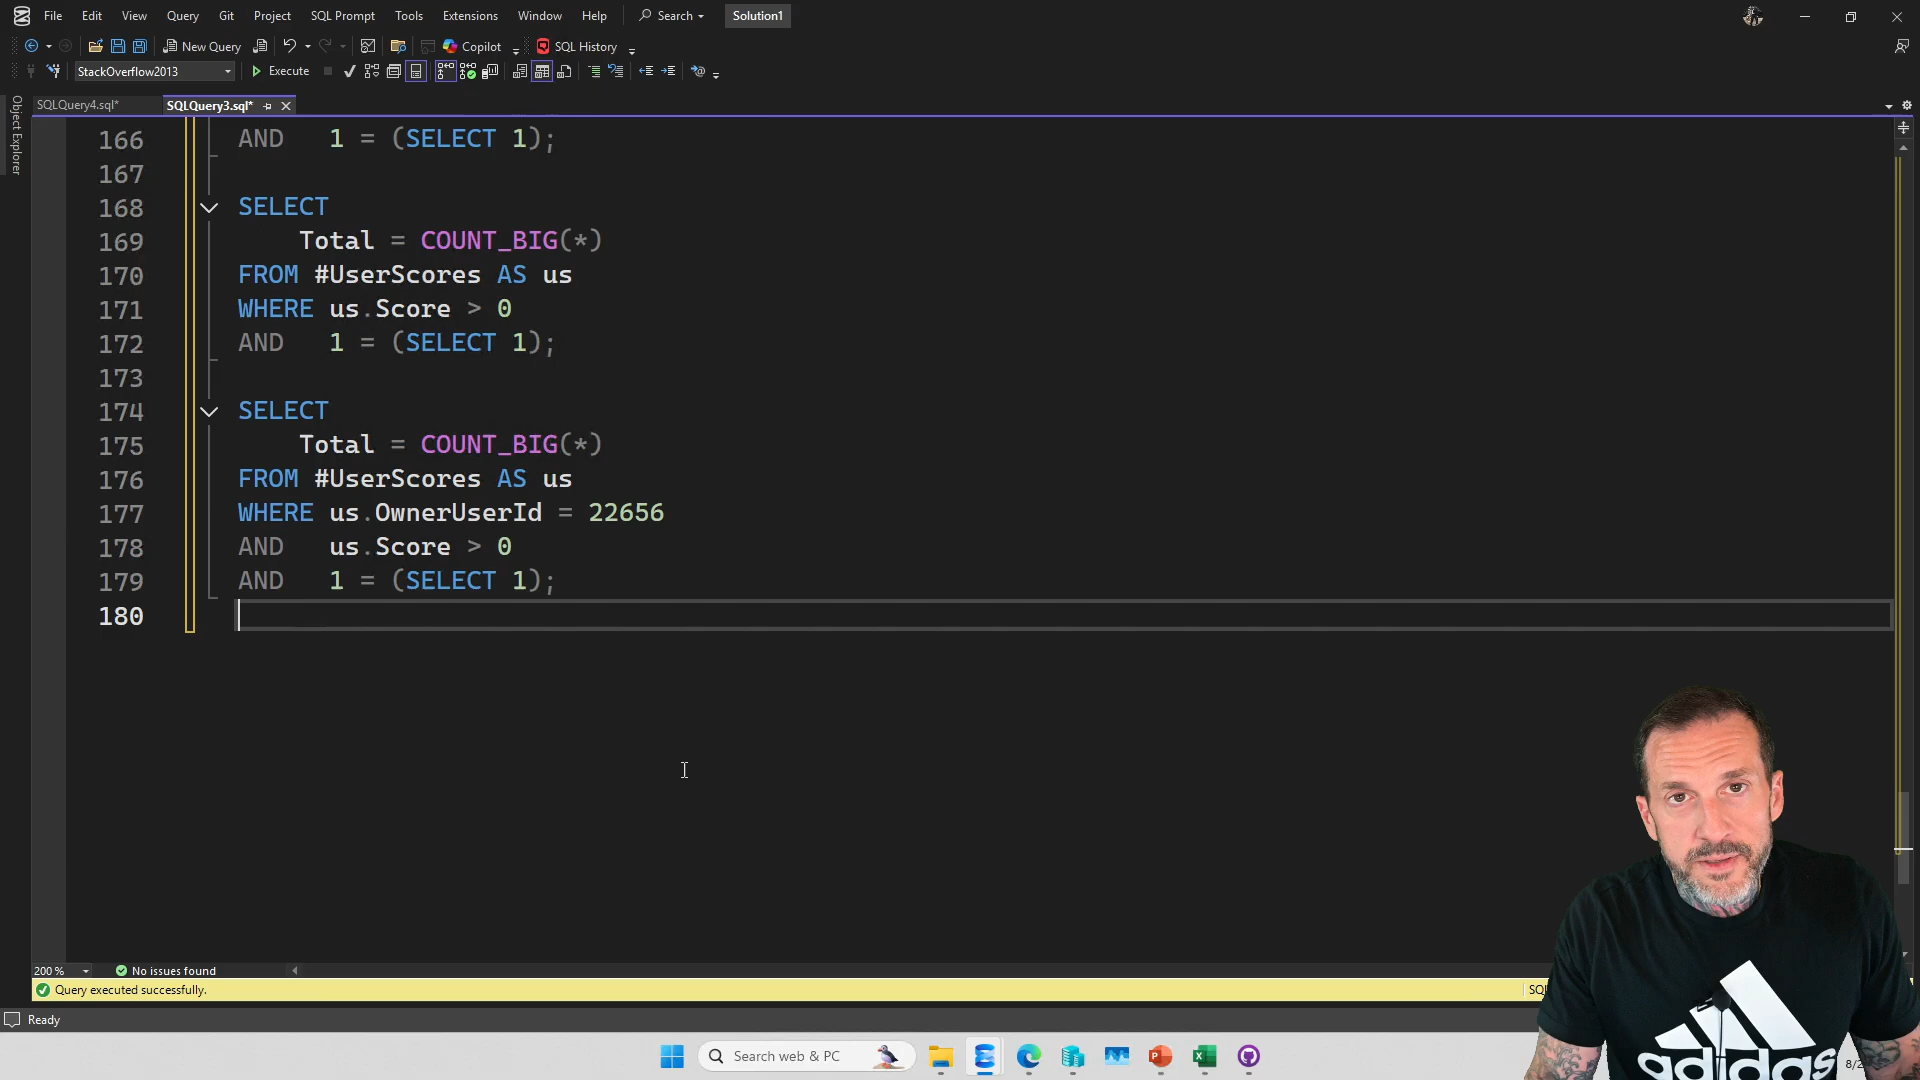 File Edit View Query Git Project SQL Prompt Tools Extensions Window Help Search Solution1
New Query Copilot SQL History
StackOverflow2013 Execute
SQLQuery4.sql* SQLQuery3.sql*
Object Explorer
166 AND 1 = (SELECT 1);
167
168 SELECT
169 Total = COUNT_BIG(*)
170 FROM #UserScores AS us
171 WHERE us.Score > 0
172 AND 1 = (SELECT 1);
173
174 SELECT
175 Total = COUNT_BIG(*)
176 FROM #UserScores AS us
177 WHERE us.OwnerUserId = 22656
178 AND us.Score > 0
179 AND 1 = (SELECT 1);
180
200 % No issues found
Query executed successfully.
Ready
Search web & PC
adidas